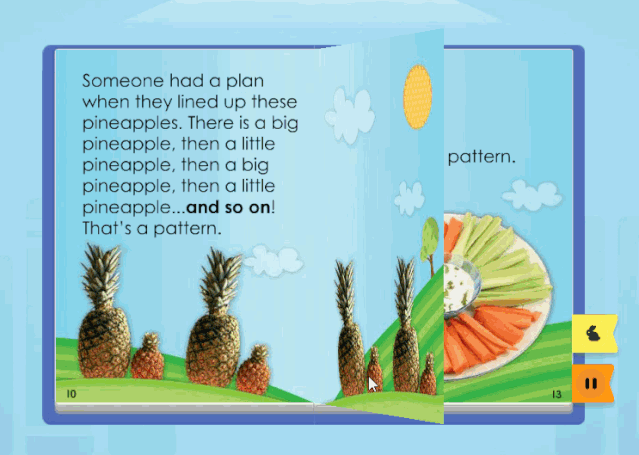 Someone had a plan
when they lined up these
pineapples. There is a big
pineapple, then a little
pineapple, then a big
pineapple, then a little
pineapple...and so on!
That's a pattern.
pattern.
10
13